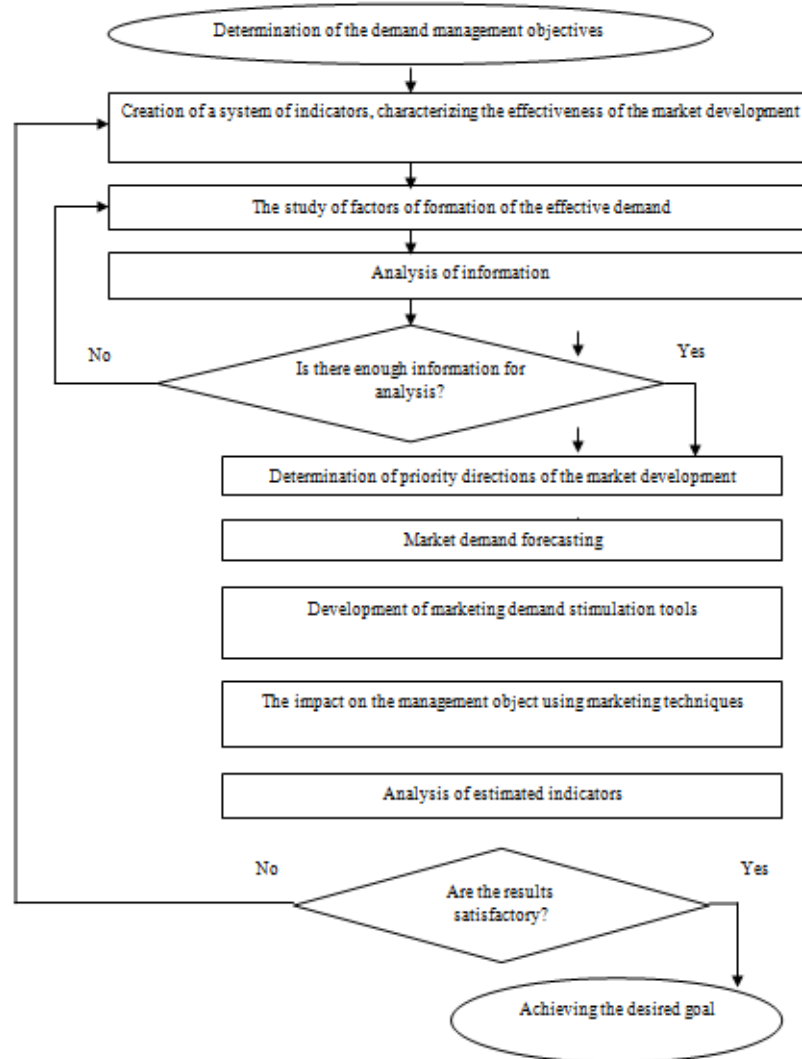 Determination of the demand management objectives
Creation of a system of indicators, characterizing the effectiveness of the market development
The study of factors of formation of the effective demand
Analysis of information
No
Yes
Is there enough information for
analysis?
Determination of priority directions of the market development
Market demand forecasting
Development of marketing demand stimulation tools
The impact on the management object using marketing techniques
Analysis of estimated indicators
No
Yes
Are the results
satisfactory?
Achieving the desired goal